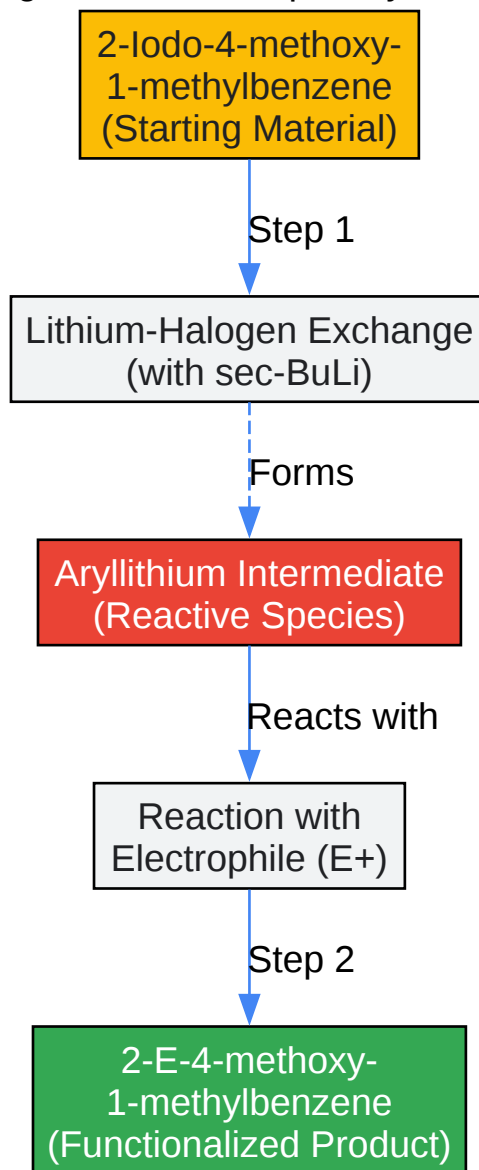 2-Iodo-4-methoxy-
1-methylbenzene
(Starting Material)
Step 1
Lithium-Halogen Exchange
(with sec-BuLi)
Forms
Aryllithium Intermediate
(Reactive Species)
Reacts with
Reaction with
Electrophile (E+)
Step 2
2-E-4-methoxy-
1-methylbenzene
(Functionalized Product)